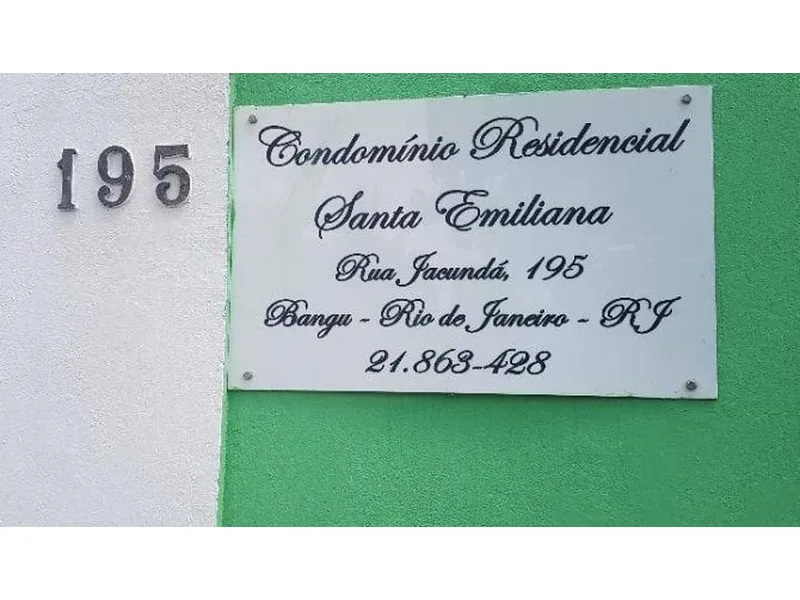 195
Condomínio Residencial
Santa Emiliana
Rua Jacundá, 195
Bangu - Rio de Janeiro - RJ
21.863-428